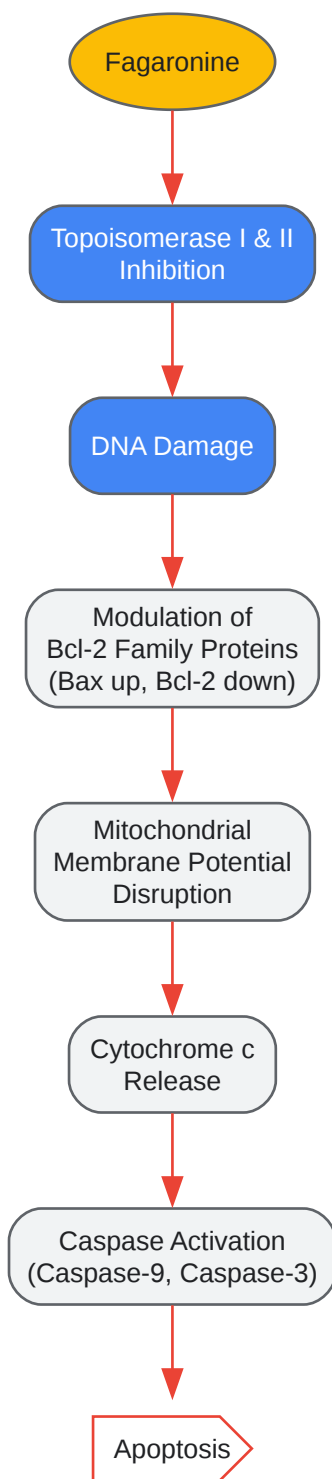 Fagaronine
Topoisomerase I & II
Inhibition
DNA Damage
Modulation of
Bcl-2 Family Proteins
(Bax up, Bcl-2 down)
Mitochondrial
Membrane Potential
Disruption
Cytochrome c
Release
Caspase Activation
(Caspase-9, Caspase-3)
Apoptosis